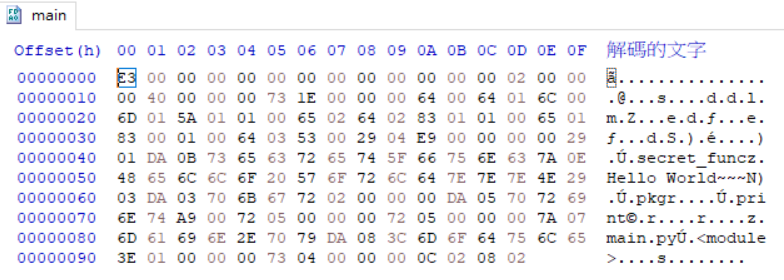 main
Offset(h) 00 01 02 03 04 05 06 07 08 09 0A 0B 0C 0D 0E 0F 解碼的文字
00000000 E3 00 00 00 00 00 00 00 00 00 00 00 00 02 00 00 ã...............
00000010 00 40 00 00 00 73 1E 00 00 00 64 00 64 01 6C 00 .@...s....d.d.l.
00000020 6D 01 5A 01 01 00 65 02 64 02 83 01 01 00 65 01 m.Z...e.d.ƒ...e.
00000030 83 00 01 00 64 03 53 00 29 04 E9 00 00 00 00 29 ƒ...d.S.).é....)
00000040 01 DA 0B 73 65 63 72 65 74 5F 66 75 6E 63 7A 0E .Ú.secret_funcz.
00000050 48 65 6C 6C 6F 20 57 6F 72 6C 64 7E 7E 7E 4E 29 Hello World~~~N)
00000060 03 DA 03 70 6B 67 72 02 00 00 00 DA 05 70 72 69 .Ú.pkgr....Ú.pri
00000070 6E 74 A9 00 72 05 00 00 00 72 05 00 00 00 7A 07 nt©.r....r....z.
00000080 6D 61 69 6E 2E 70 79 DA 08 3C 6D 6F 64 75 6C 65 main.pyÚ.<module
00000090 3E 01 00 00 00 73 04 00 00 00 0C 02 08 02 >....s........